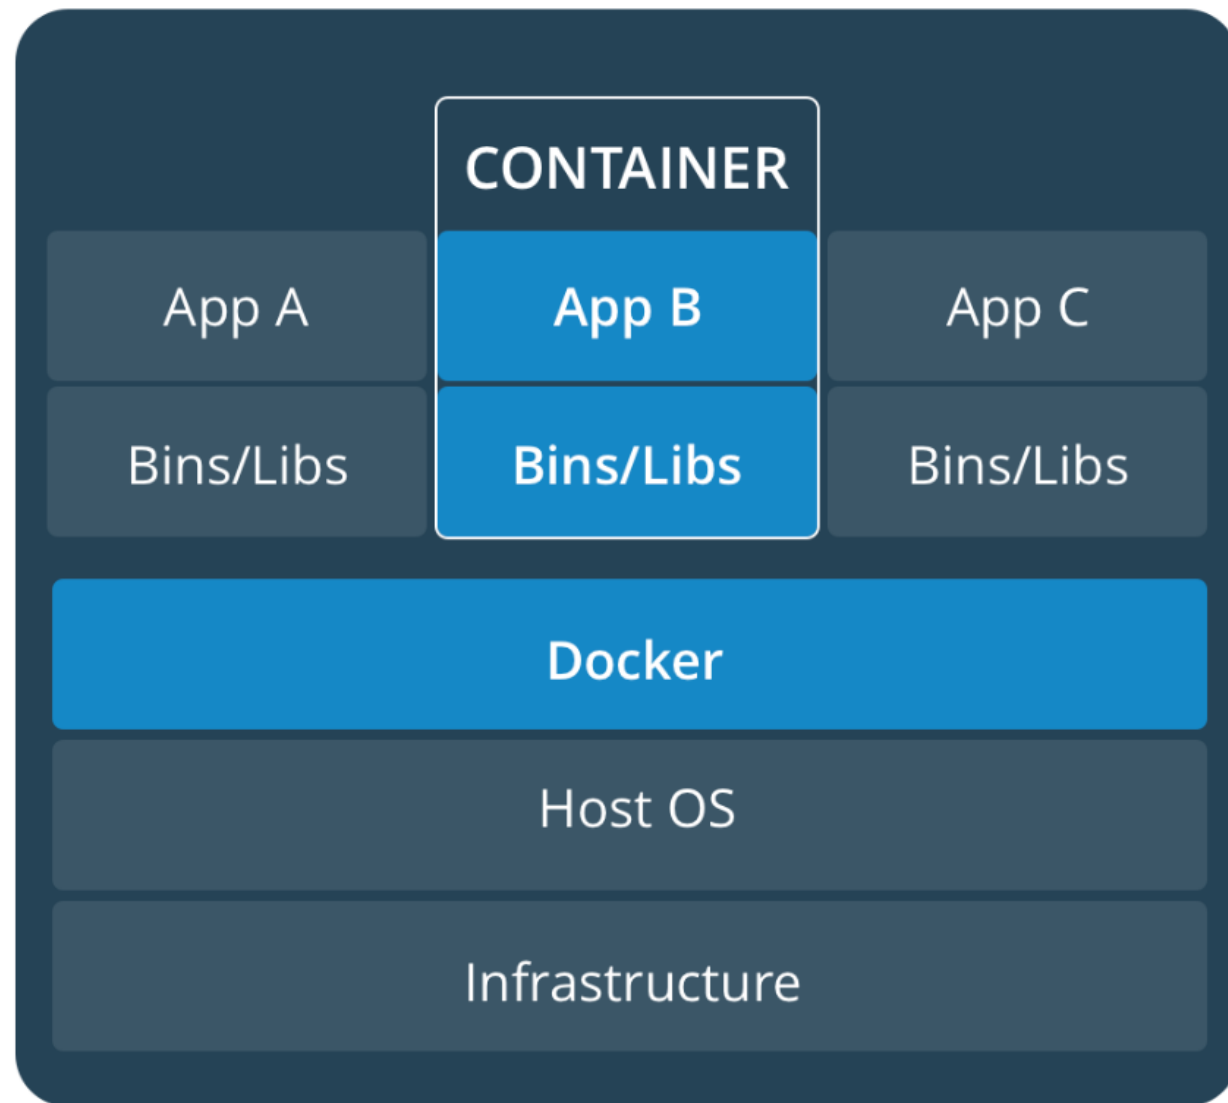 CONTAINER
App A
App B
App C
Bins/Libs
Bins/Libs
Bins/Libs
Docker
Host OS
Infrastructure